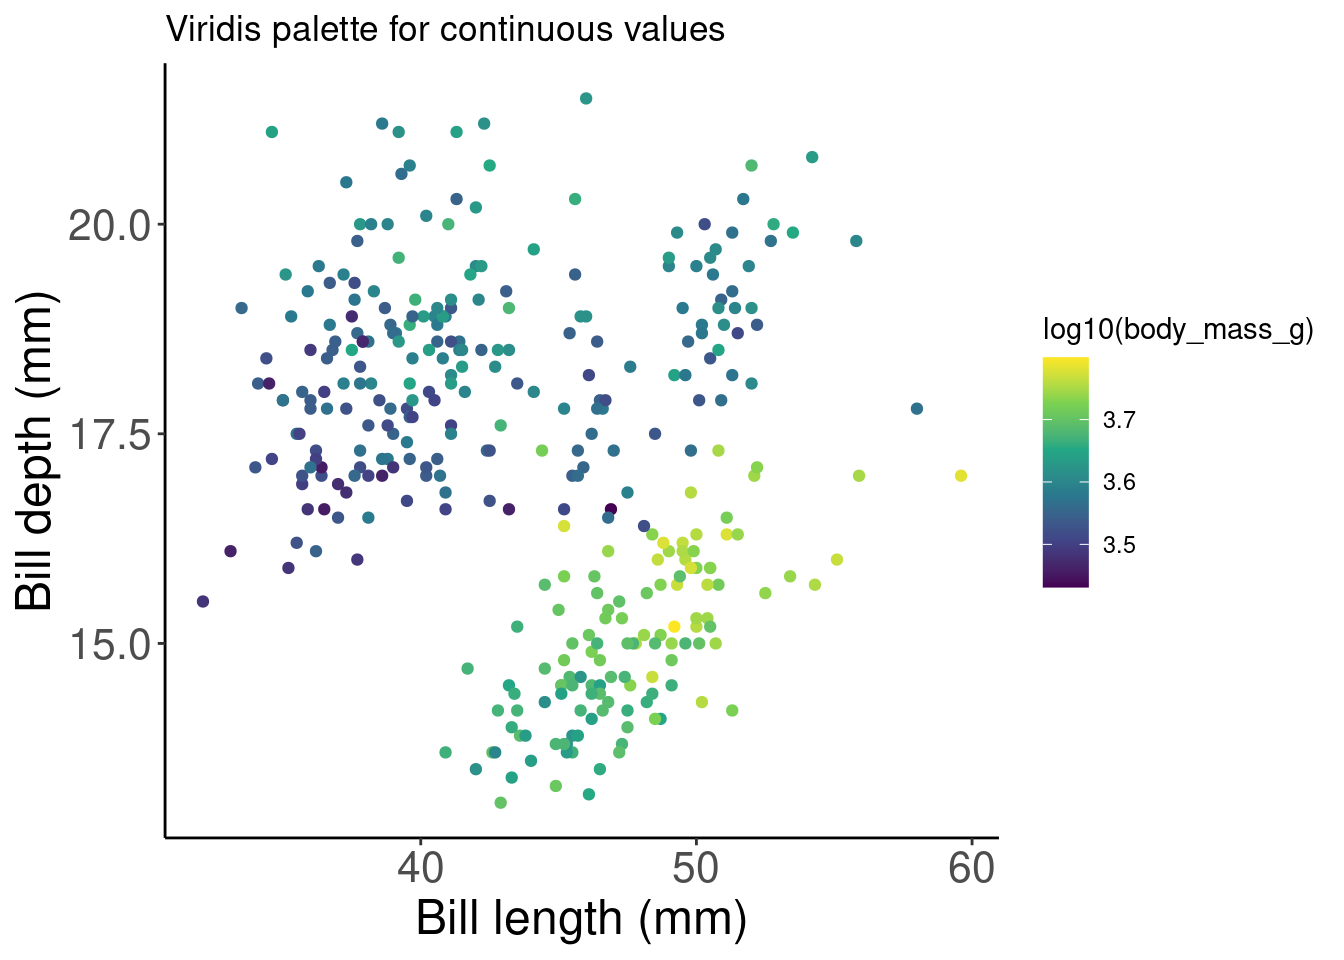 Viridis palette for continuous values
Bill depth (mm)
20.0
17.5
15.0
40 50 60
Bill length (mm)
log10(body_mass_g)
3.7
3.6
3.5